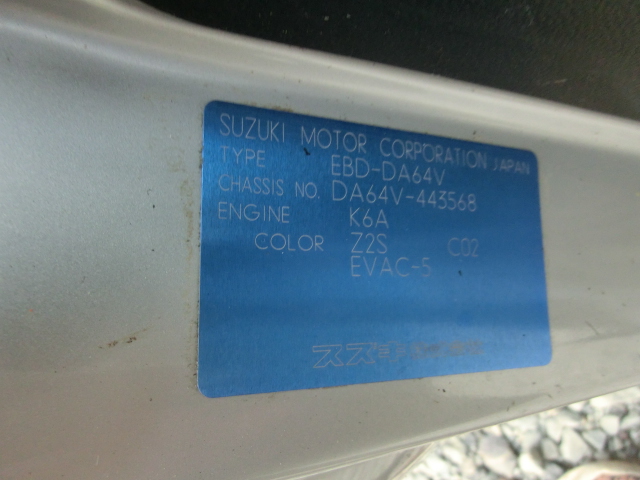 SUZUKI MOTOR CORPORATION JAPAN
TYPE EBD-DA64V
CHASSIS NO. DA64V-443568
ENGINE K6A
COLOR Z2S C02
EVAC-5